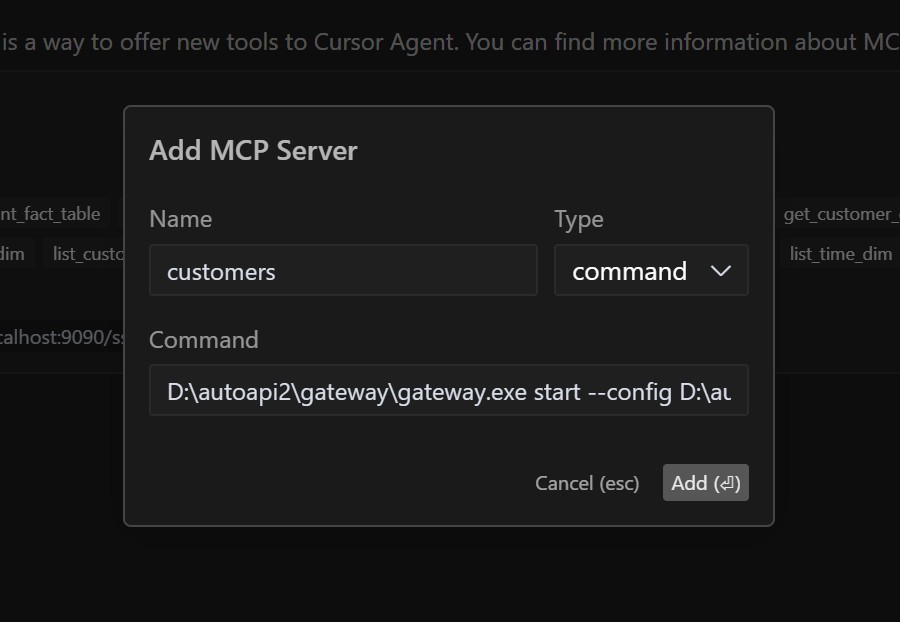 is a way to offer new tools to Cursor Agent. You can find more information about MC
Add MCP Server
nt_fact_table
get_customer_
Name
Type
dim
list_custo
list_time_dim
customers
command
calhost:9090/ss
Command
D:\autoapi2\gateway\gateway.exe start --config D:\au
Cancel (esc)
Add (⏎)